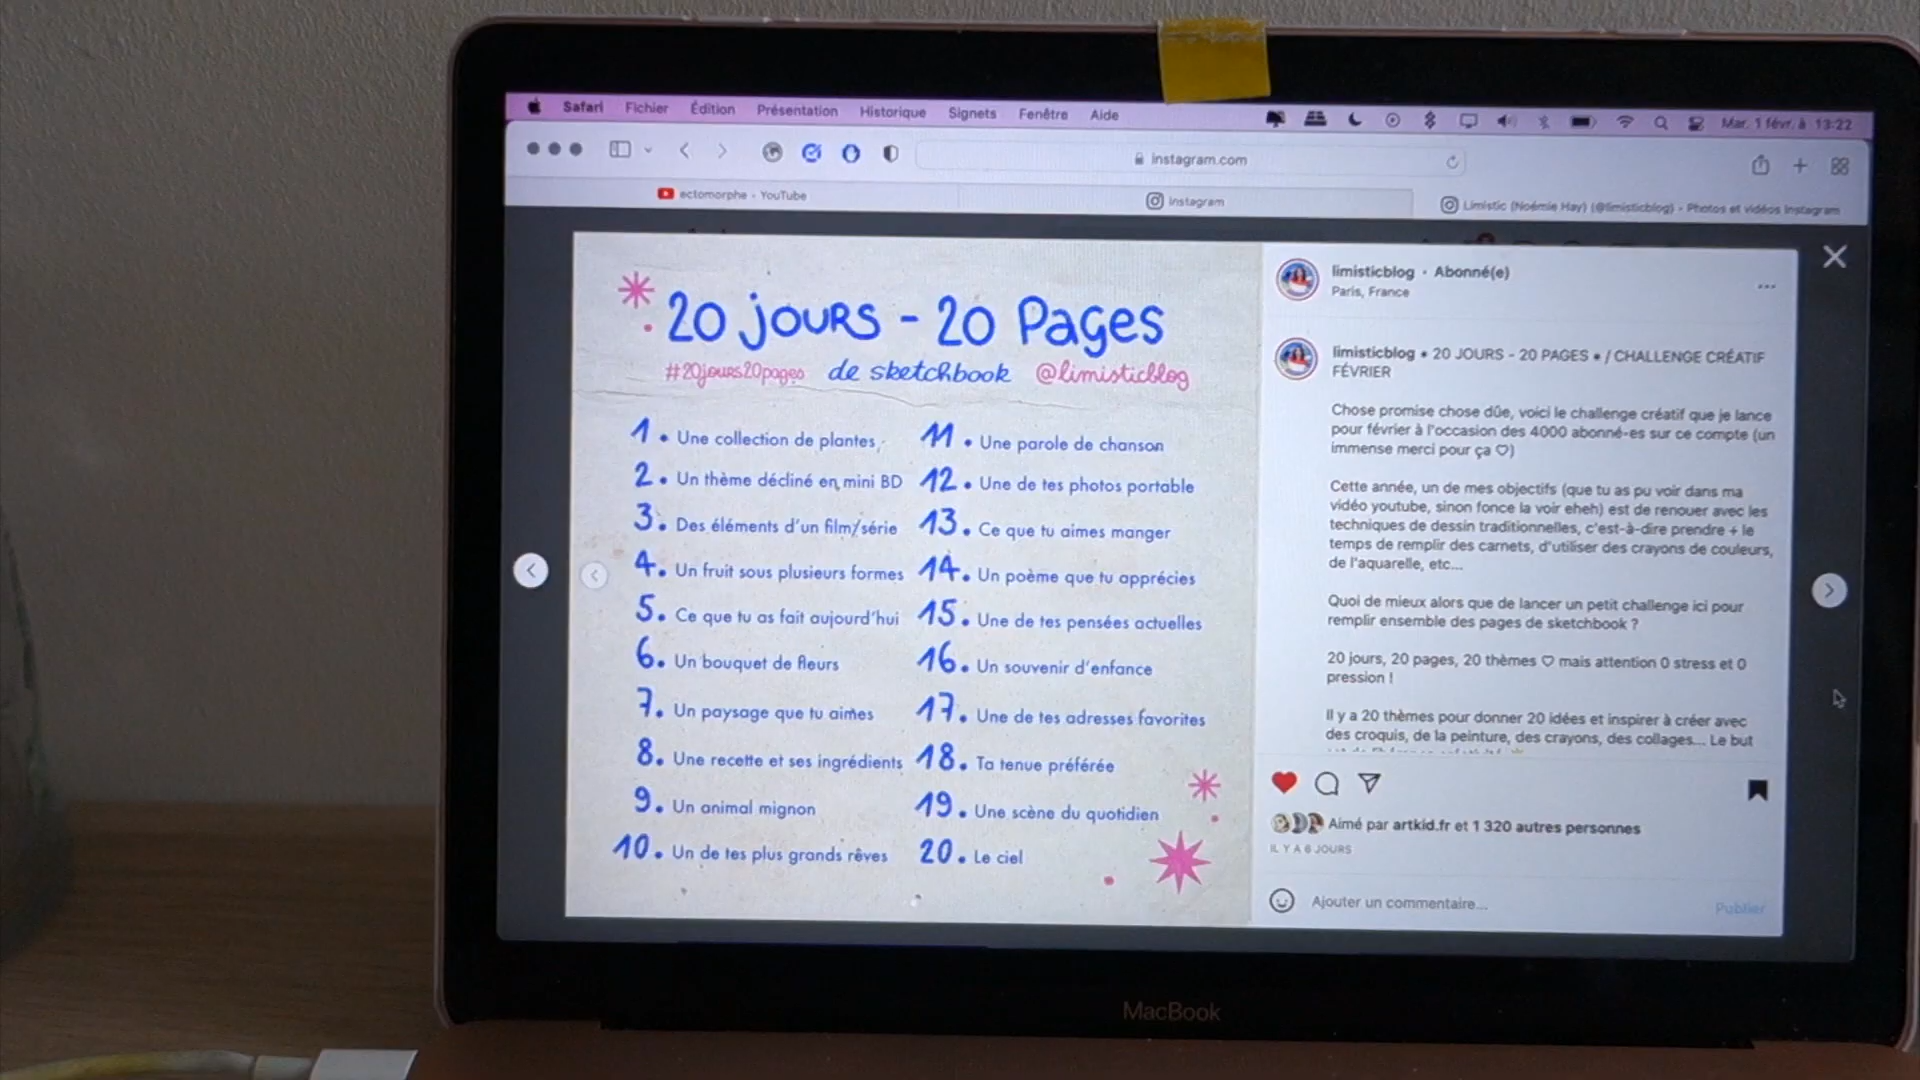 Safari Fichier Édition Présentation Historique Signets Fenêtre Aide Mar. 1 févr. à 13:22
instagram.com
ectomorphe - YouTube
Instagram
Limistic (Noémie Hay) (@limisticblog) • Photos et vidéos Instagram
20 JOURS - 20 Pages
#20jours20pages de sketchbook @limisticblog
1. Une collection de plantes
2. Un thème décliné en mini BD
3. Des éléments d'un film/série
4. Un fruit sous plusieurs formes
5. Ce que tu as fait aujourd'hui
6. Un bouquet de fleurs
7. Un paysage que tu aimes
8. Une recette et ses ingrédients
9. Un animal mignon
10. Un de tes plus grands rêves
11. Une parole de chanson
12. Une de tes photos portable
13. Ce que tu aimes manger
14. Un poème que tu apprécies
15. Une de tes pensées actuelles
16. Un souvenir d'enfance
17. Une de tes adresses favorites
18. Ta tenue préférée
19. Une scène du quotidien
20. Le ciel
limisticblog • Abonné(e)
Paris, France
limisticblog • 20 JOURS - 20 PAGES • / CHALLENGE CRÉATIF
FÉVRIER
Chose promise chose dûe, voici le challenge créatif que je lance
pour février à l'occasion des 4000 abonné-es sur ce compte (un
immense merci pour ça ♡)
Cette année, un de mes objectifs (que tu as pu voir dans ma
vidéo youtube, sinon fonce la voir eheh) est de renouer avec les
techniques de dessin traditionnelles, c'est-à-dire prendre + le
temps de remplir des carnets, d'utiliser des crayons de couleurs,
de l'aquarelle, etc...
Quoi de mieux alors que de lancer un petit challenge ici pour
remplir ensemble des pages de sketchbook ?
20 jours, 20 pages, 20 thèmes ♡ mais attention 0 stress et 0
pression !
Il y a 20 thèmes pour donner 20 idées et inspirer à créer avec
des croquis, de la peinture, des crayons, des collages... Le but
Aimé par artkid.fr et 1 320 autres personnes
IL Y A 6 JOURS
Ajouter un commentaire...
Publier
MacBook